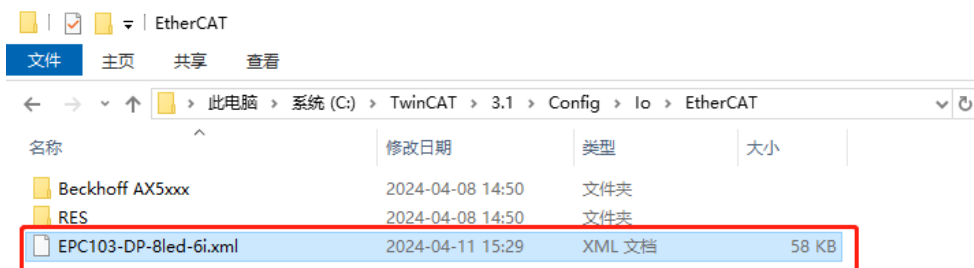 EtherCAT
文件 主页 共享 查看
此电脑 > 系统 (C:) > TwinCAT > 3.1 > Config > Io > EtherCAT
名称 修改日期 类型 大小
Beckhoff AX5xxx 2024-04-08 14:50 文件夹
RES 2024-04-08 14:50 文件夹
EPC103-DP-8led-6i.xml 2024-04-11 15:29 XML 文档 58 KB